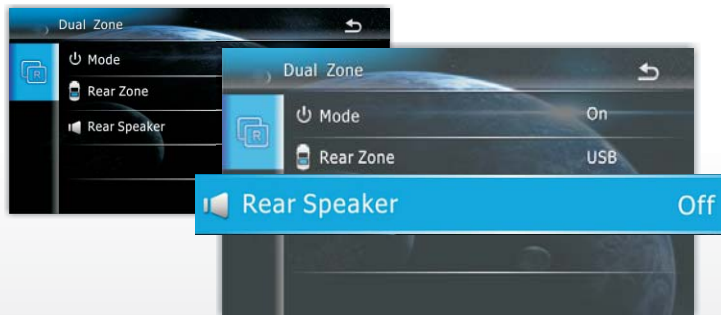 Dual Zone
R
Mode
Rear Zone
Rear Speaker
Dual Zone
R
Mode On
Rear Zone USB
Rear Speaker Off